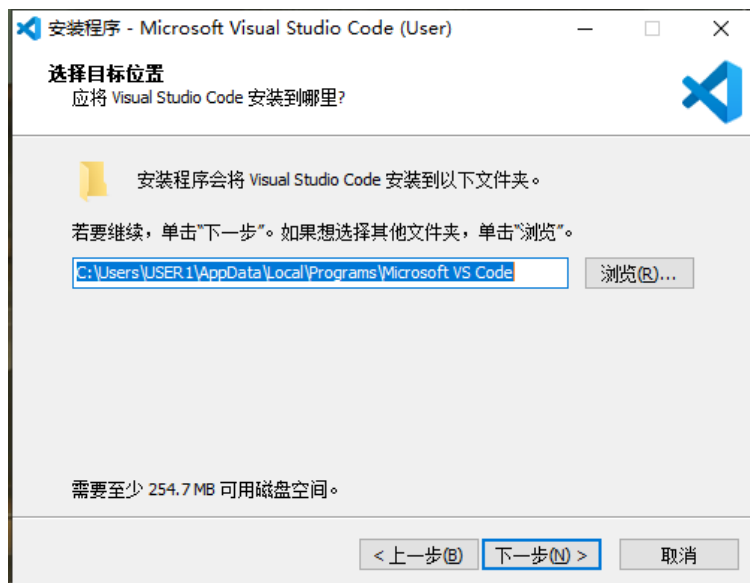 安装程序 - Microsoft Visual Studio Code (User)
选择目标位置
应将 Visual Studio Code 安装到哪里?
安装程序会将 Visual Studio Code 安装到以下文件夹。
若要继续，单击“下一步”。如果想选择其他文件夹，单击“浏览”。
C:\Users\USER1\AppData\Local\Programs\Microsoft VS Code
浏览(R)...
需要至少 254.7 MB 可用磁盘空间。
< 上一步(B)
下一步(N) >
取消